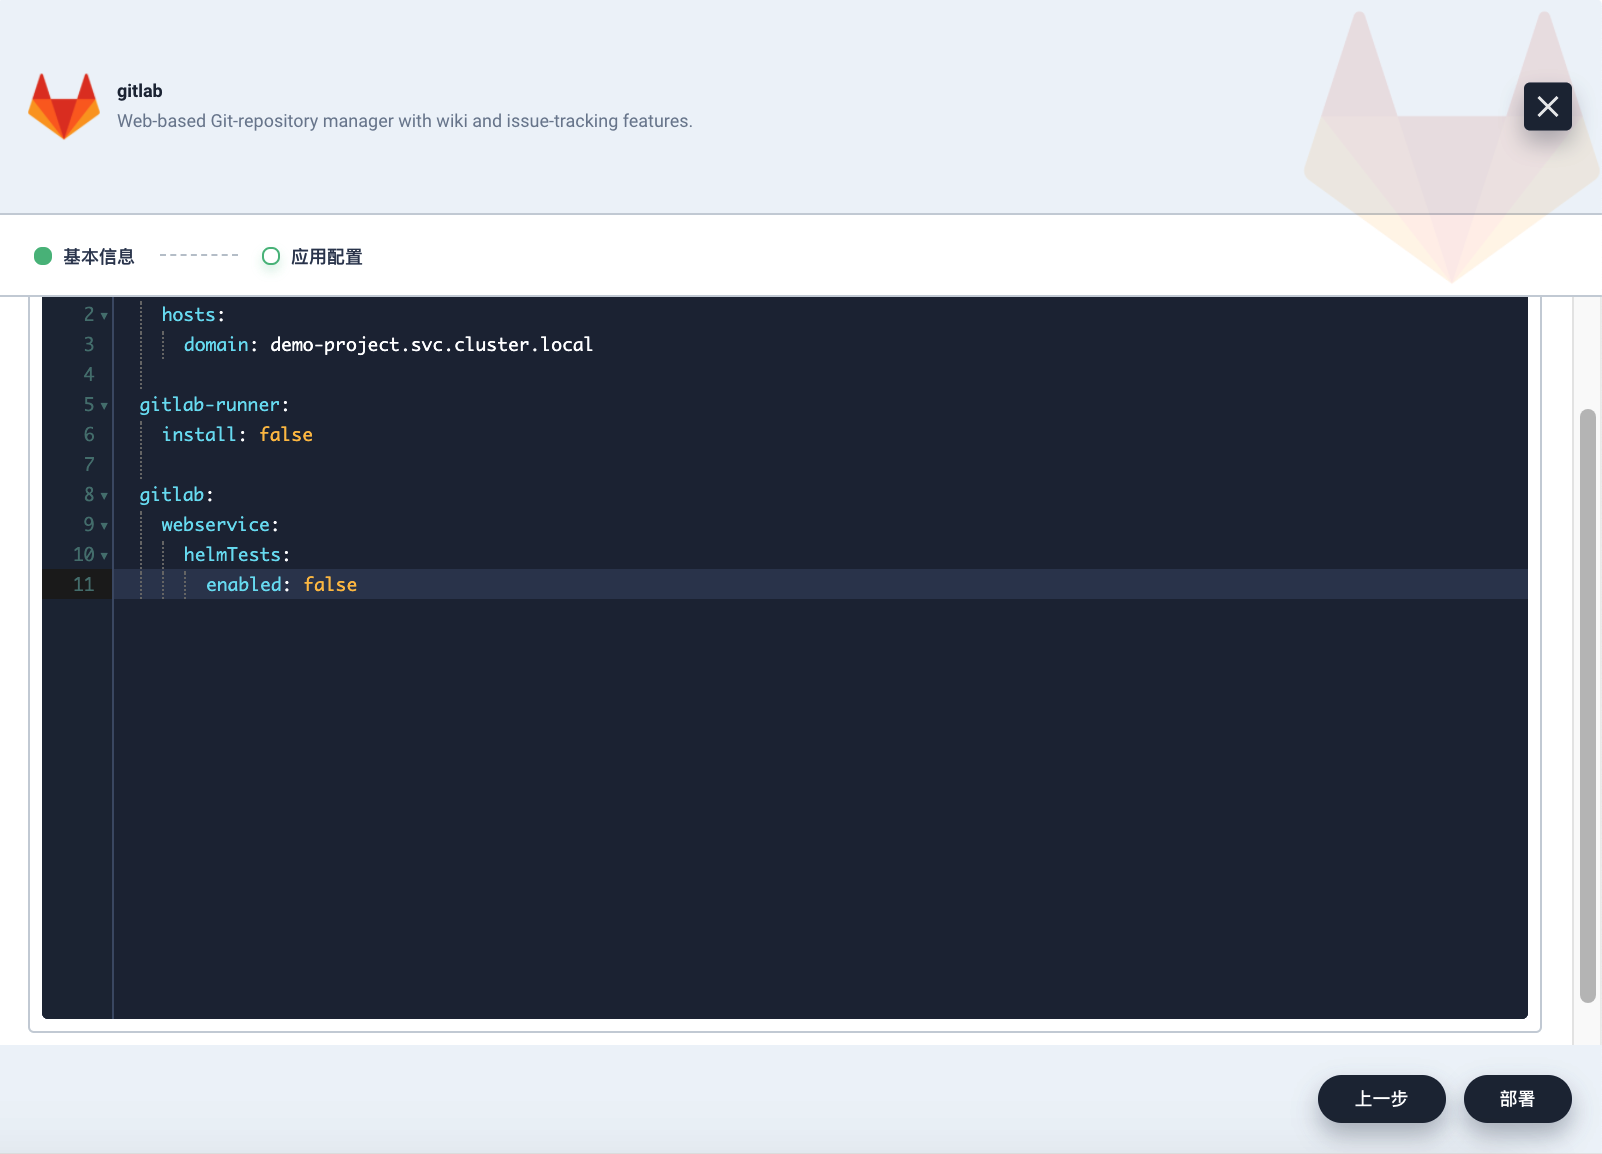 gitlab
Web-based Git-repository manager with wiki and issue-tracking features.
基本信息
应用配置
2 hosts:
3 domain: demo-project.svc.cluster.local
4
5 gitlab-runner:
6 install: false
7
8 gitlab:
9 webservice:
10 helmTests:
11 enabled: false
上一步
部署